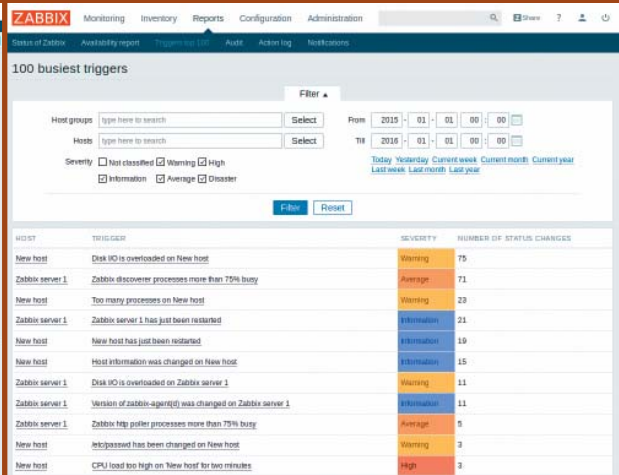 ZABBIX Monitoring Inventory Reports Configuration Administration Share ?
Status of Zabbix Availability report Triggers top 100 Audit Action log Notifications
100 busiest triggers
Filter ▲
Host groups type here to search Select From 2015 - 01 - 01 00 : 00
Hosts type here to search Select Till 2016 - 01 - 01 00 : 00
Severity Not classified Warning High Today Yesterday Current week Current month Current year
Last week Last month Last year
Information Average Disaster
Filter Reset
HOST TRIGGER SEVERITY NUMBER OF STATUS CHANGES
New host Disk I/O is overloaded on New host Warning 75
Zabbix server 1 Zabbix discoverer processes more than 75% busy Average 71
New host Too many processes on New host Warning 23
Zabbix server 1 Zabbix server 1 has just been restarted Information 21
New host New host has just been restarted Information 19
New host Host information was changed on New host Information 15
Zabbix server 1 Disk I/O is overloaded on Zabbix server 1 Warning 11
Zabbix server 1 Version of zabbix-agent(d) was changed on Zabbix server 1 Information 11
Zabbix server 1 Zabbix http poller processes more than 75% busy Average 5
New host /etc/passwd has been changed on New host Warning 3
New host CPU load too high on 'New host' for two minutes High 3